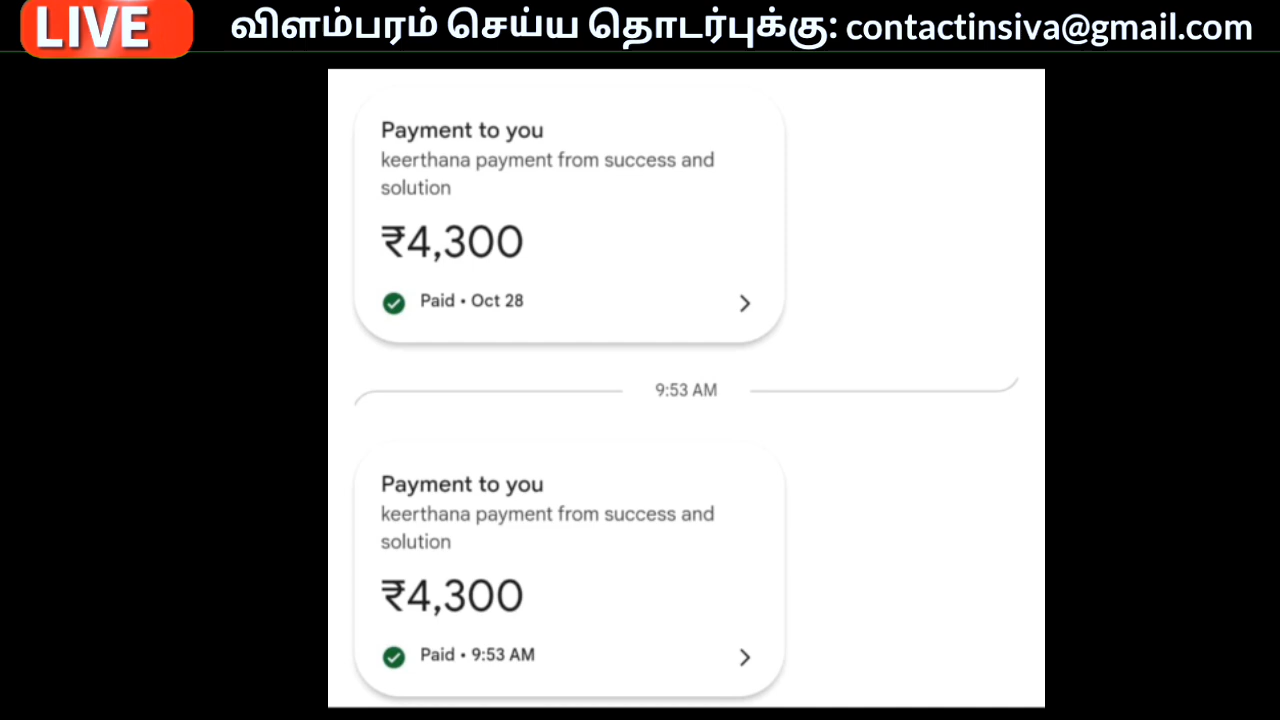 LIVE
விளம்பரம் செய்ய தொடர்புக்கு: contactinsiva@gmail.com
Payment to you
keerthana payment from success and
solution
₹4,300
Paid • Oct 28
9:53 AM
Payment to you
keerthana payment from success and
solution
₹4,300
Paid • 9:53 AM